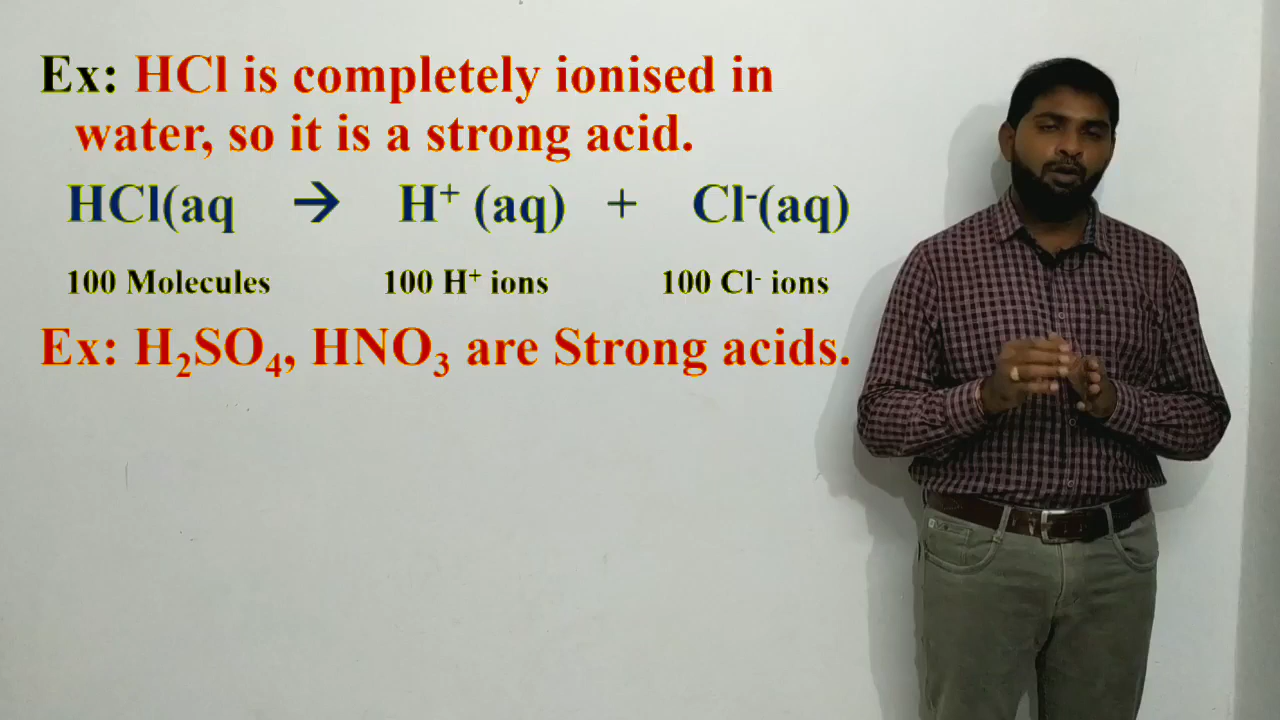 Ex: HCl is completely ionised in
water, so it is a strong acid.
HCl(aq → H⁺ (aq) + Cl⁻(aq)
100 Molecules 100 H⁺ ions 100 Cl⁻ ions
Ex: H₂SO₄, HNO₃ are Strong acids.